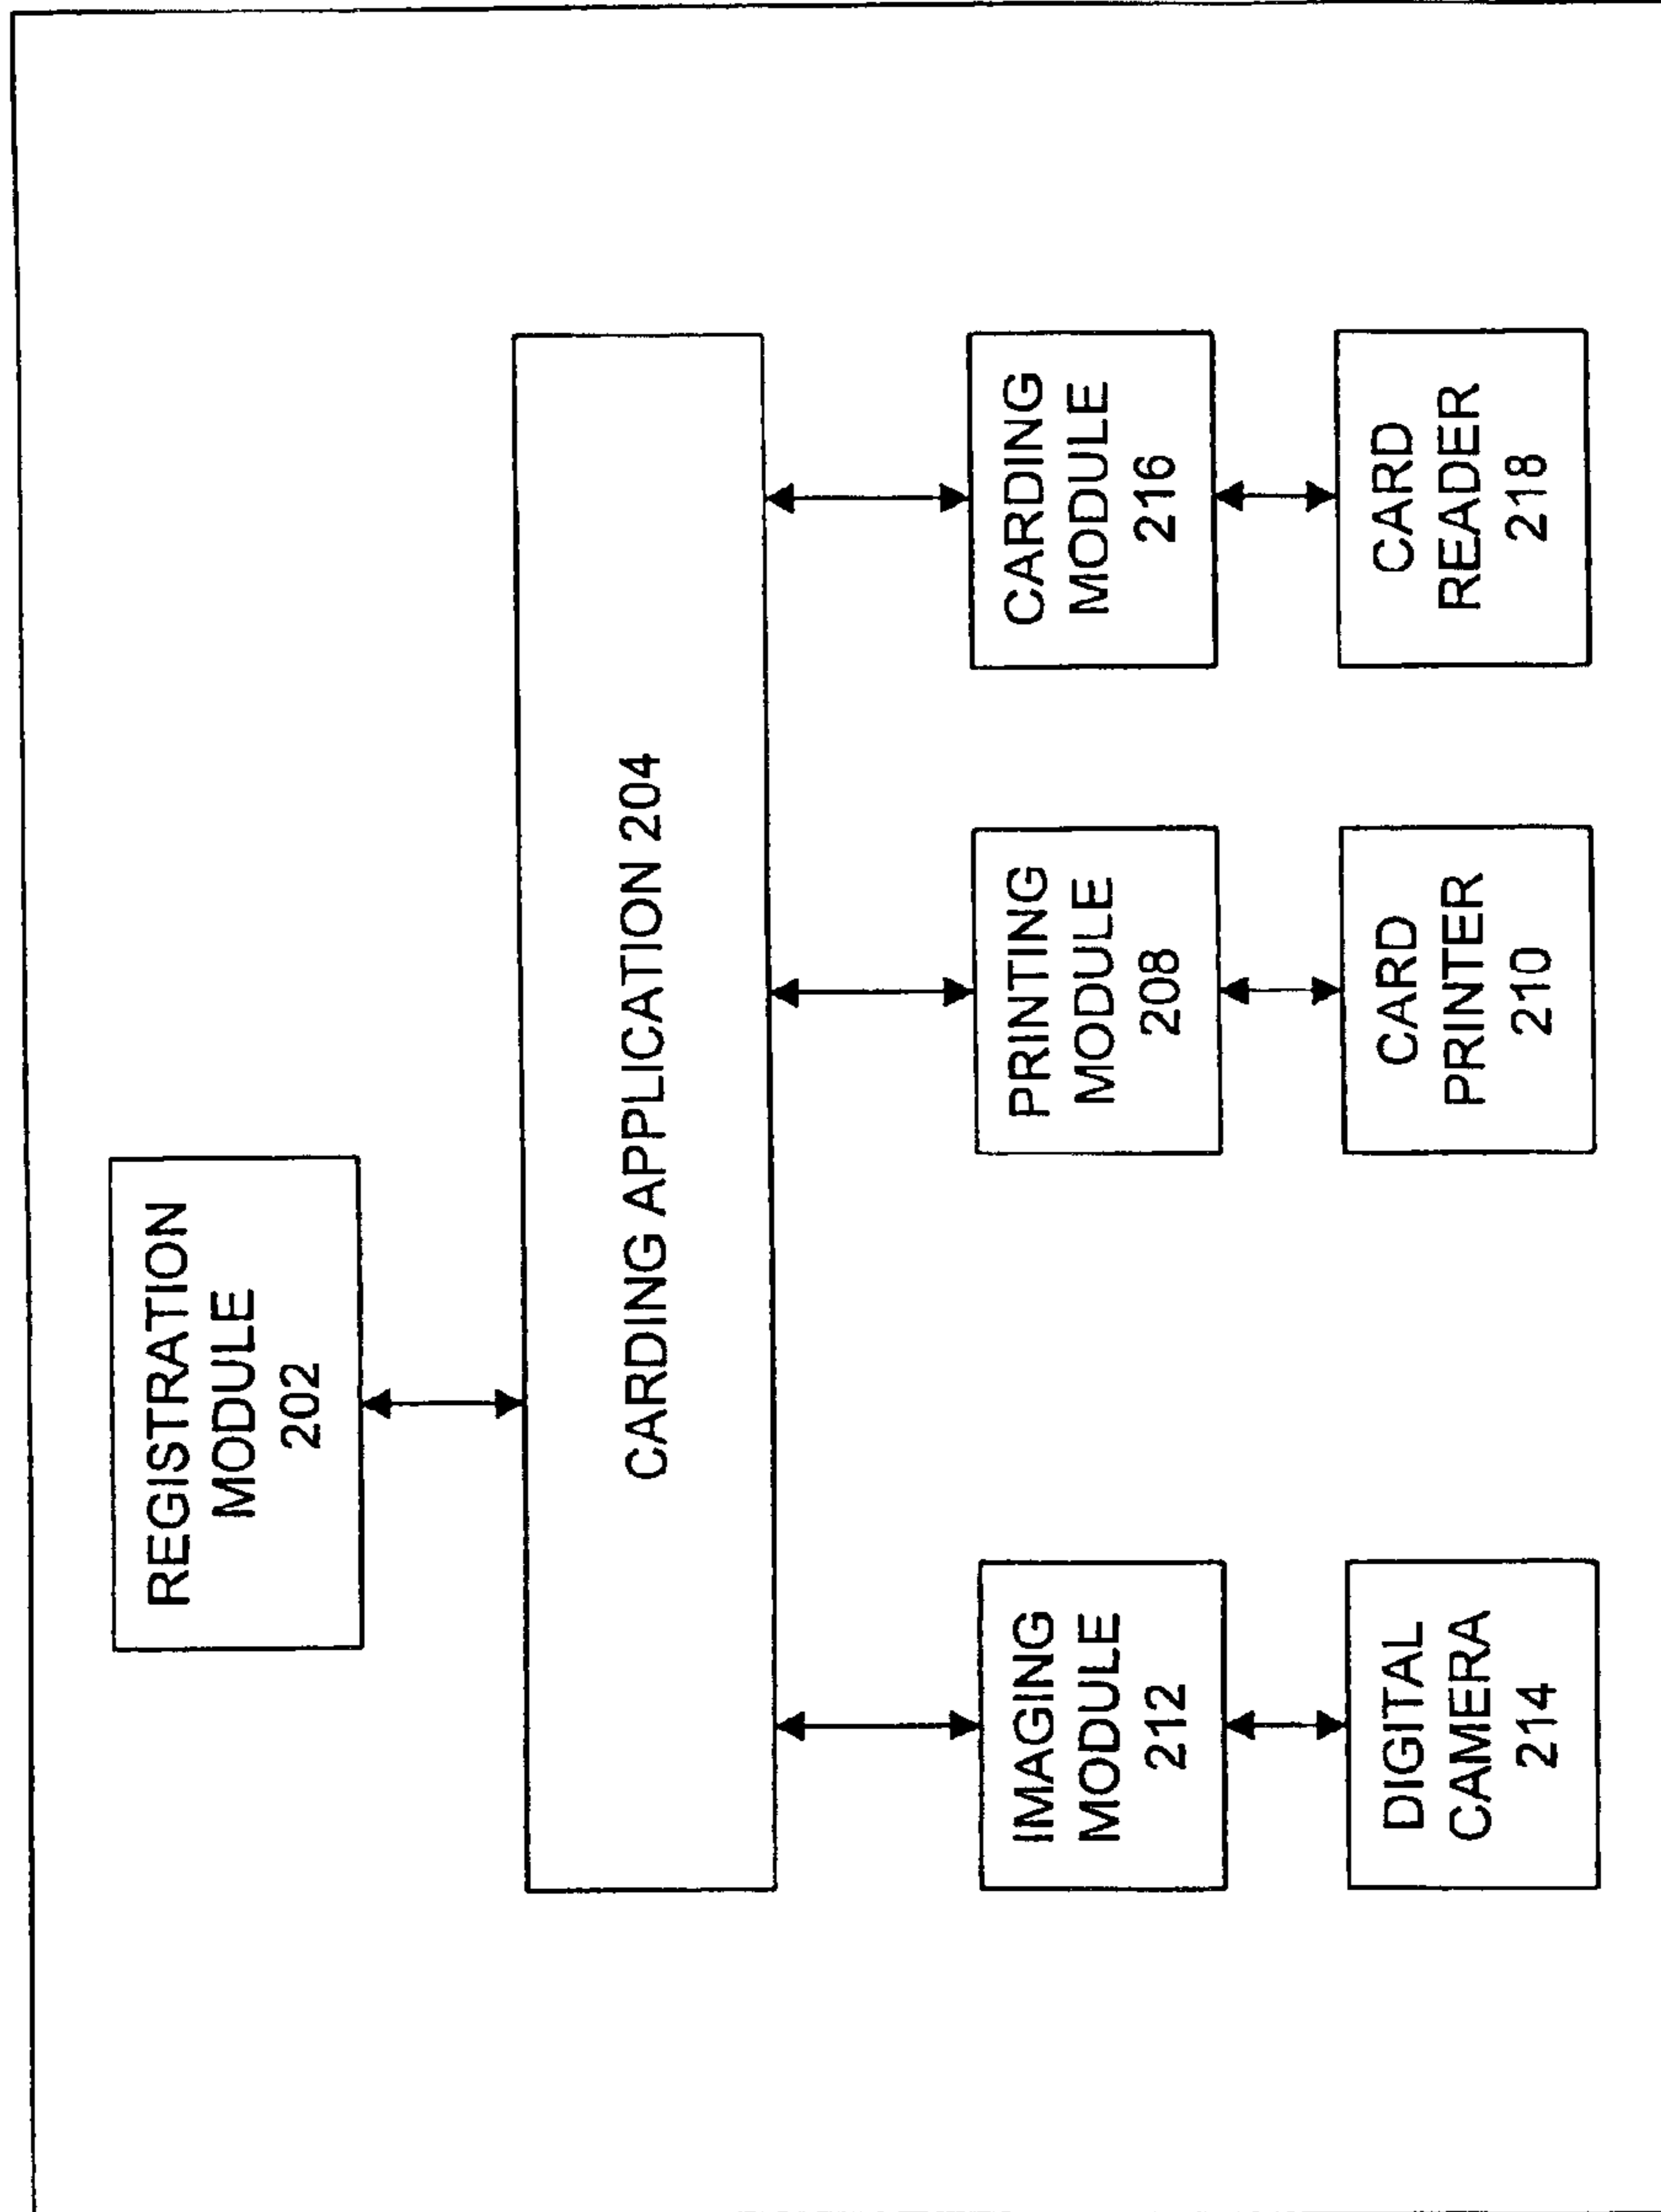 REGISTRATION
MODULE
202
CARDING APPLICATION 204
IMAGING
MODULE
212
PRINTING
MODULE
208
CARDING
MODULE
216
DIGITAL
CAMERA
214
CARD
PRINTER
210
CARD
READER
218